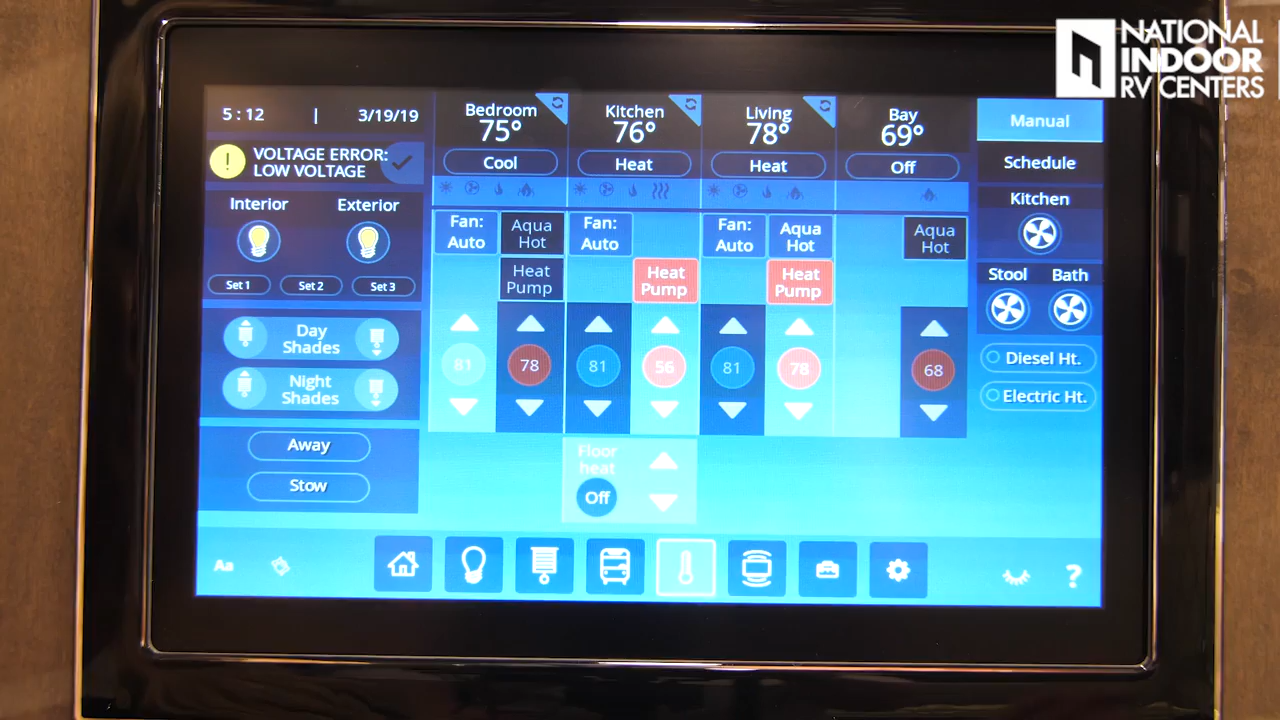 NATIONAL
INDOOR
RV CENTERS
5:12 | 3/19/19
VOLTAGE ERROR:
LOW VOLTAGE
Interior Exterior
Set 1 Set 2 Set 3
Day
Shades
Night
Shades
Away
Stow
Bedroom
75°
Cool
Kitchen
76°
Heat
Living
78°
Heat
Bay
69°
Off
Fan:
Auto
Aqua
Hot
Heat
Pump
Fan:
Auto
Heat
Pump
Fan:
Auto
Aqua
Hot
Heat
Pump
Aqua
Hot
81 78 81 56 81 78 68
Floor
heat
Off
Manual
Schedule
Kitchen
Stool Bath
Diesel Ht.
Electric Ht.
Aa
?